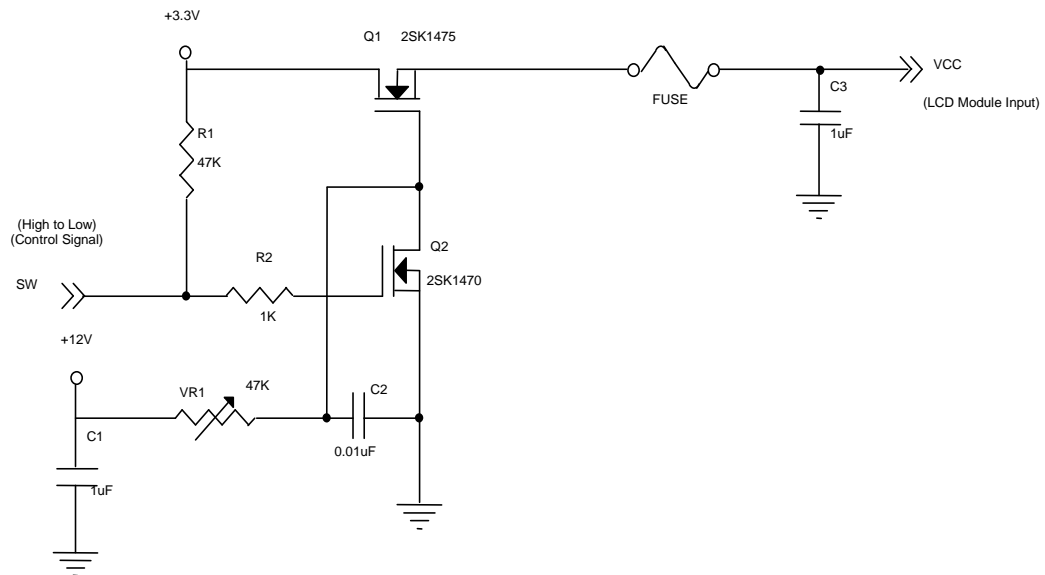 +3.3V
Q1 2SK1475
VCC
FUSE
C3
(LCD Module Input)
R1
47K
1uF
(High to Low)
(Control Signal)
Q2
R2
2SK1470
SW
1K
+12V
VR1
47K
C2
C1
0.01uF
1uF